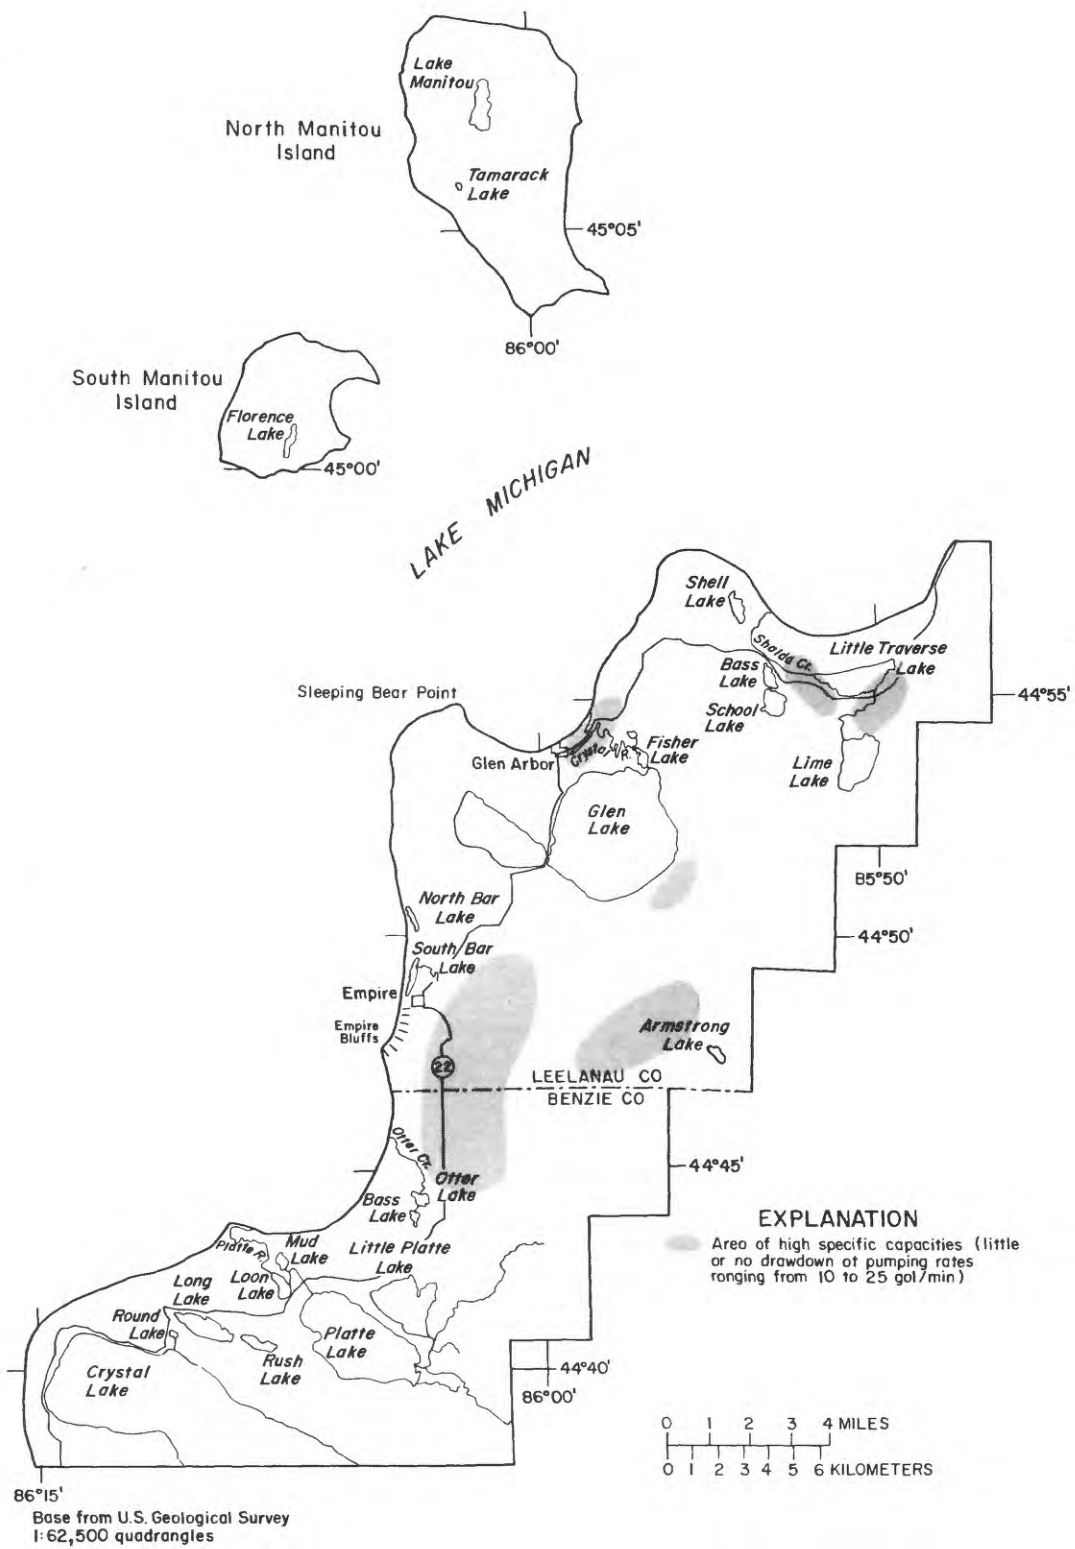 Lake
Manitou
North Manitou
Island
Tamarack
Lake
45°05'
86°00'
South Manitou
Island
Florence
Lake
45°00'
LAKE MICHIGAN
Shell
Lake
Shalda Cr.
Little Traverse
Lake
Bass
Lake
School
Lake
44°55'
Sleeping Bear Point
Glen Arbor
Crystal R.
Fisher
Lake
Lime
Lake
Glen
Lake
85°50'
North Bar
Lake
44°50'
South Bar
Lake
Empire
Empire
Bluffs
Armstrong
Lake
22
LEELANAU CO
BENZIE CO
Otter Cr.
44°45'
Otter
Lake
Bass
Lake
EXPLANATION
Area of high specific capacities (little
or no drawdown at pumping rates
ranging from 10 to 25 gal/min)
Platte R.
Mud
Lake
Little Platte
Lake
Long
Lake
Loon
Lake
Round
Lake
Platte
Lake
Rush
Lake
Crystal
Lake
44°40'
86°00'
0 1 2 3 4 MILES
0 1 2 3 4 5 6 KILOMETERS
86°15'
Base from U.S. Geological Survey
1:62,500 quadrangles